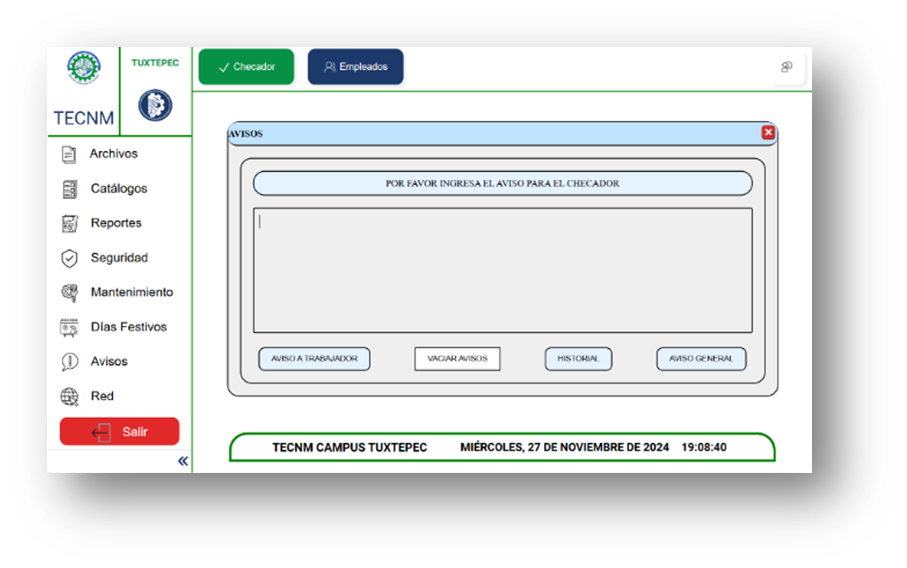 TUXTEPEC
TECNM
Checador
Empleados
Archivos
Catálogos
Reportes
Seguridad
Mantenimiento
Días Festivos
Avisos
Red
Salir
AVISOS
POR FAVOR INGRESA EL AVISO PARA EL CHECADOR
AVISO A TRABAJADOR
VACIAR AVISOS
HISTORIAL
AVISO GENERAL
TECNM CAMPUS TUXTEPEC MIÉRCOLES, 27 DE NOVIEMBRE DE 2024 19:08:40